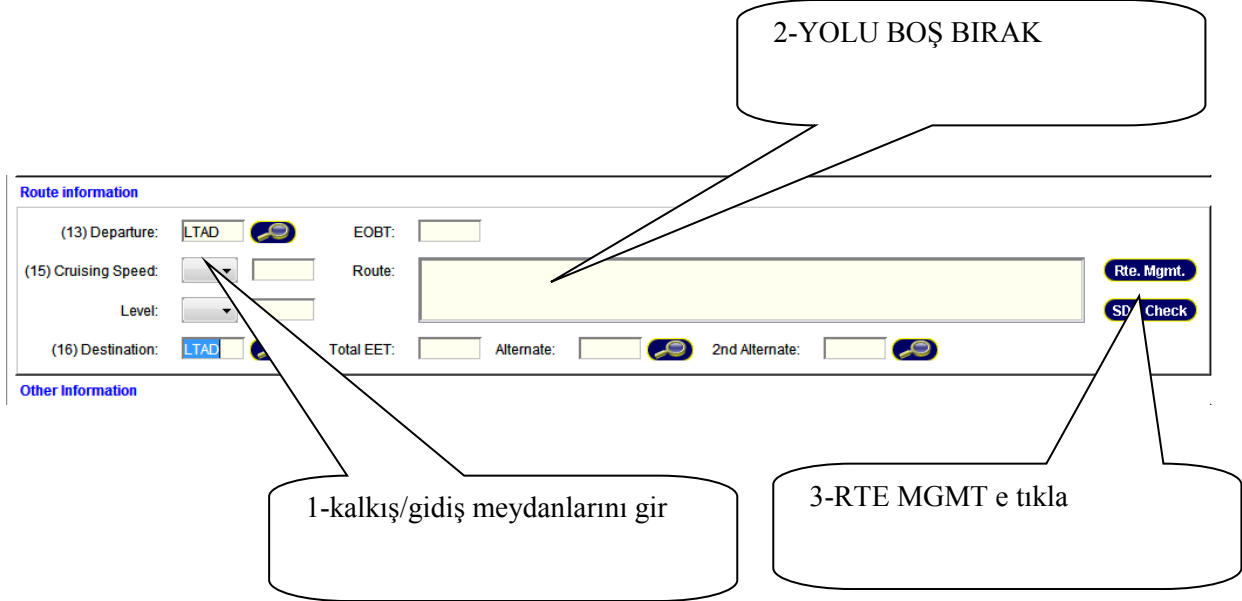 2-YOLU BOŞ BIRAK
Route information
(13) Departure: LTAD EOBT:
(15) Cruising Speed: Route: Rte. Mgmt.
Level: Check
(16) Destination: LTAD Total EET: Alternate: 2nd Alternate:
Other Information
1-kalkış/gidiş meydanlarını gir
3-RTE MGMT e tıkla